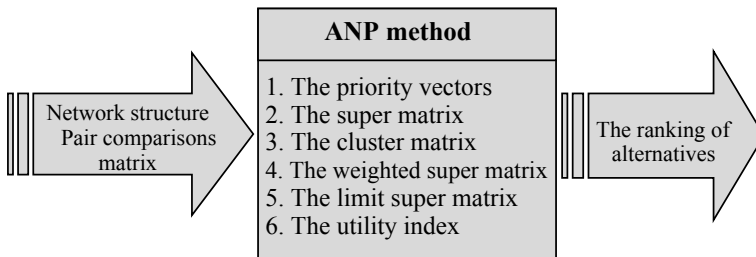 Network structure
Pair comparisons
matrix
ANP method
1. The priority vectors
2. The super matrix
3. The cluster matrix
4. The weighted super matrix
5. The limit super matrix
6. The utility index
The ranking of
alternatives